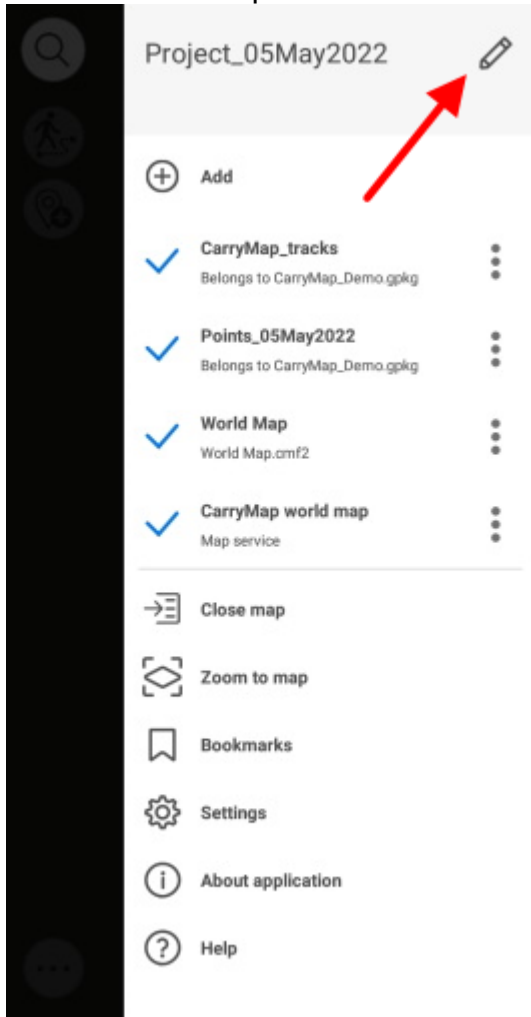 Project_05May2022
Add
CarryMap_tracks
Belongs to CarryMap_Demo.gpkg
Points_05May2022
Belongs to CarryMap_Demo.gpkg
World Map
World Map.cmf2
CarryMap world map
Map service
Close map
Zoom to map
Bookmarks
Settings
About application
Help